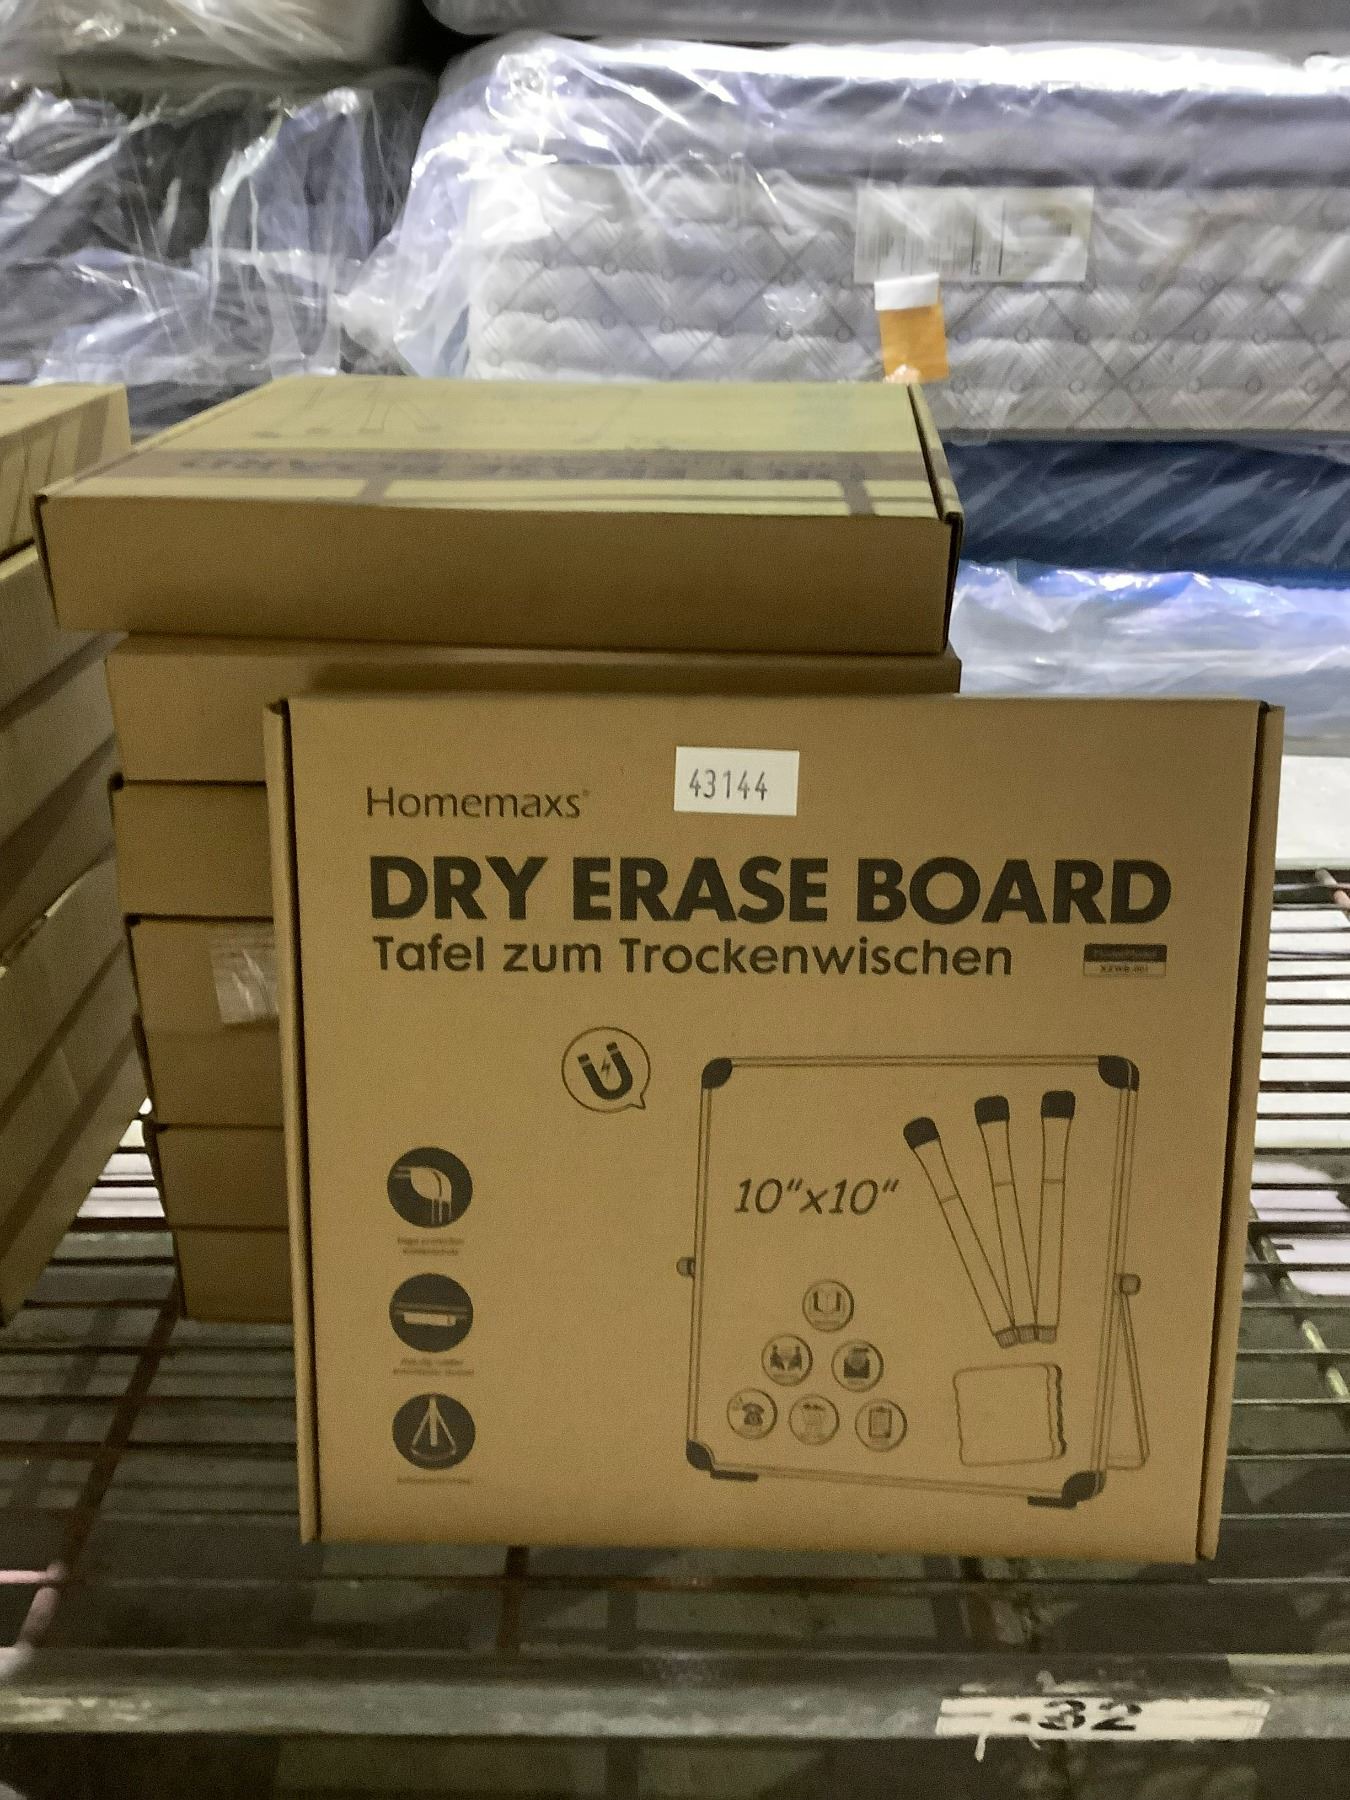 43144
Homemaxs
DRY ERASE BOARD
Tafel zum Trockenwischen
10"x10"
32